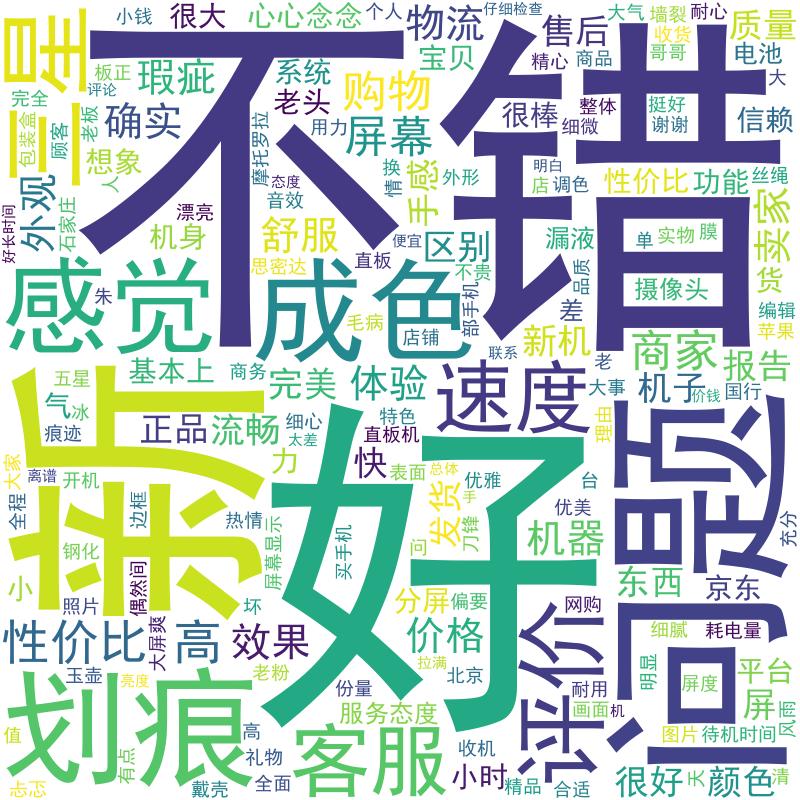 不错
好
新
问题
感觉
成色
划痕
速度
客服
评价
三星
性价比 高
效果
舒服
屏幕
购物
物流
售后
质量
心心念念
个人
仔细检查
大气
墙裂
耐心
收货
哥哥
电池
小钱
很大
宝贝
精心
商品
大
板正
瑕疵
系统
评论
老头
很棒
整体
挺好
谢谢
信赖
细微
完全
包装盒
顾客
老板
确实
想象
人
摩托罗拉
用力
换
情
手感
外形
明白
店
调色
性价比
功能
丝绳
外观
石家庄
好长时间
漂亮
态度
音效
机身
思密达
直板
便宜
区别
漏液
单
实物
膜
货
卖家
不贵
品质
差
摄像头
朱
毛病
店铺
部手机
新机
编辑
苹果
联系
老
商家
报告
基本上
商务
完美
体验
大事
机子
国行
价钱
五星
气
冰
痕迹
正品
流畅
细心
太差
特色
直板机
理由
力
快
表面
总体
优雅
台
手
大家
离谱
开机
全程
边框
热情
屏幕显示
买手机
问
发货
刀锋
优美
机器
充分
钢化
小
照片
偶然间
坏
分屏
偏要
网购
东西
京东
大屏爽
价格
细腻
耗电量
玉壶
老粉
拉满
北京
明显
屏度
平台
屏
耐用
亮度
份量
服务态度
画面
机
图片
待机时间
风雨
值
有点
高
礼物
收机
小时
忐忑
戴壳
全面
精品
合适
很好
天
颜色
清